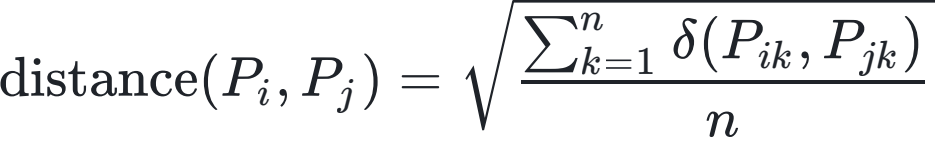 distance(P_i, P_j) = \sqrt{\frac{\sum_{k=1}^{n} \delta(P_{ik}, P_{jk})}{n}}